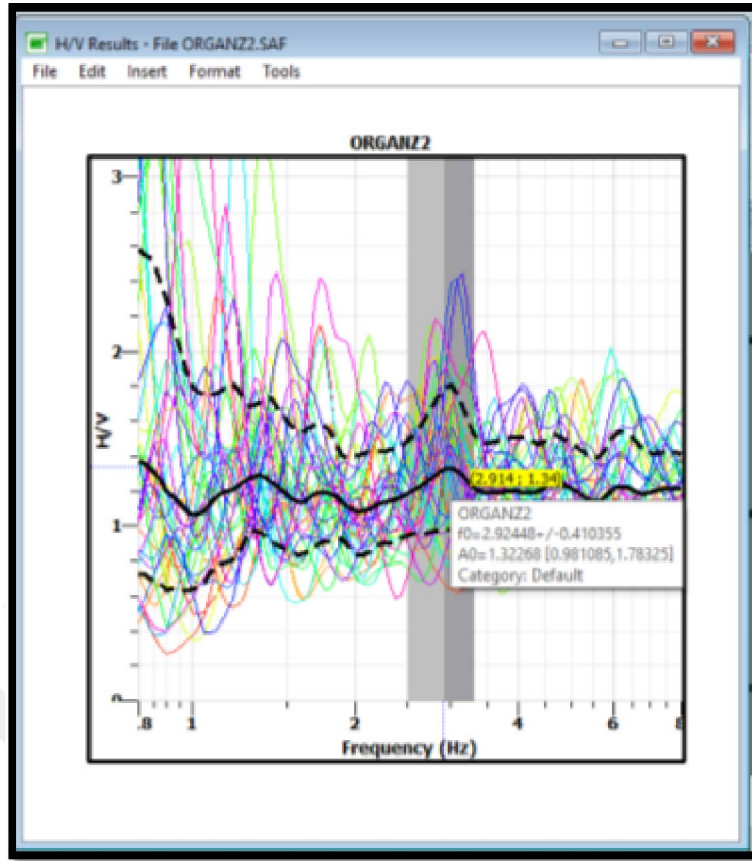 H/V Results - File ORGANZ2.SAF
File Edit Insert Format Tools
ORGANZ2
3
2
1
0
H/V
(2.914 ; 1.34)
ORGANZ2
f0=2.92448+/-0.410355
A0=1.32268 [0.981085,1.78325]
Category: Default
.8 1 2 4 6 8
Frequency (Hz)